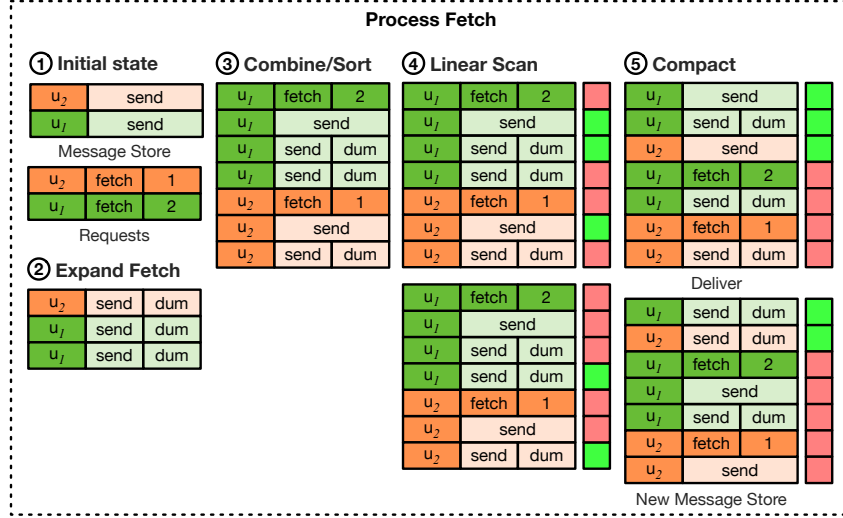 Process Fetch
1 Initial state
u2 send
u1 send
Message Store
u2 fetch 1
u1 fetch 2
Requests
2 Expand Fetch
u2 send dum
u1 send dum
u1 send dum
3 Combine/Sort
u1 fetch 2
u1 send
u1 send dum
u1 send dum
u2 fetch 1
u2 send
u2 send dum
4 Linear Scan
u1 fetch 2
u1 send
u1 send dum
u1 send dum
u2 fetch 1
u2 send
u2 send dum
u1 fetch 2
u1 send
u1 send dum
u1 send dum
u2 fetch 1
u2 send
u2 send dum
5 Compact
u1 send
u1 send dum
u2 send
u1 fetch 2
u1 send dum
u2 fetch 1
u2 send dum
Deliver
u1 send dum
u2 send dum
u1 fetch 2
u1 send
u1 send dum
u2 fetch 1
u2 send
New Message Store